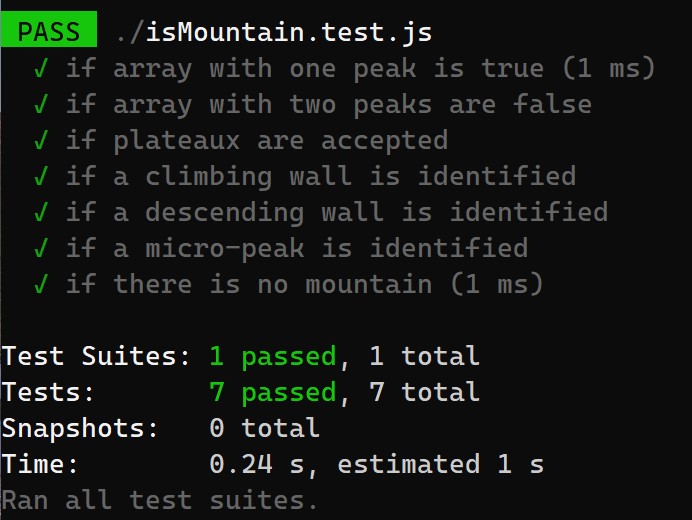 PASS ./isMountain.test.js
√ if array with one peak is true (1 ms)
√ if array with two peaks are false
√ if plateaux are accepted
√ if a climbing wall is identified
√ if a descending wall is identified
√ if a micro-peak is identified
√ if there is no mountain (1 ms)
Test Suites: 1 passed, 1 total
Tests: 7 passed, 7 total
Snapshots: 0 total
Time: 0.24 s, estimated 1 s
Ran all test suites.